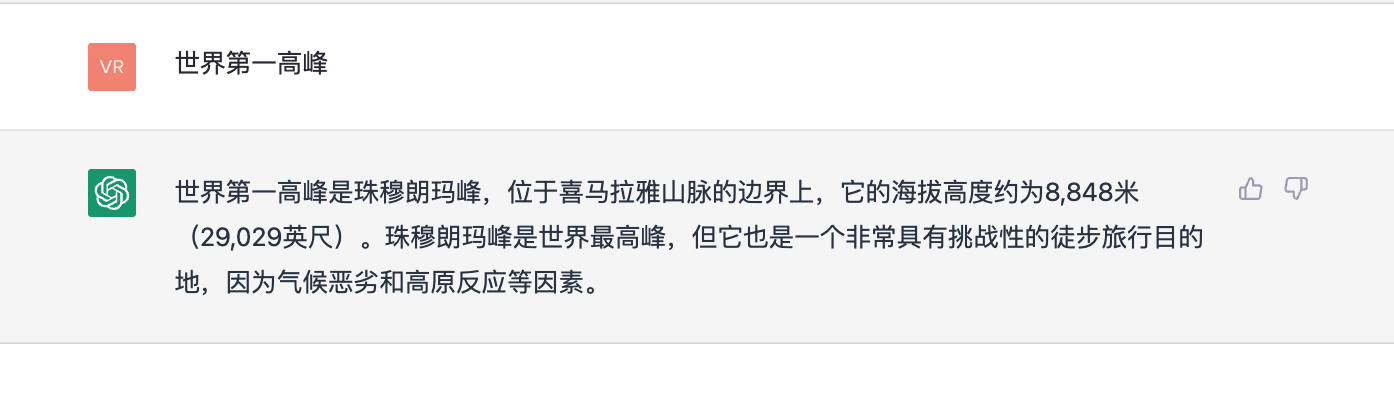 VR
世界第一高峰
世界第一高峰是珠穆朗玛峰，位于喜马拉雅山脉的边界上，它的海拔高度约为8,848米
（29,029英尺）。珠穆朗玛峰是世界最高峰，但它也是一个非常具有挑战性的徒步旅行目的
地，因为气候恶劣和高原反应等因素。